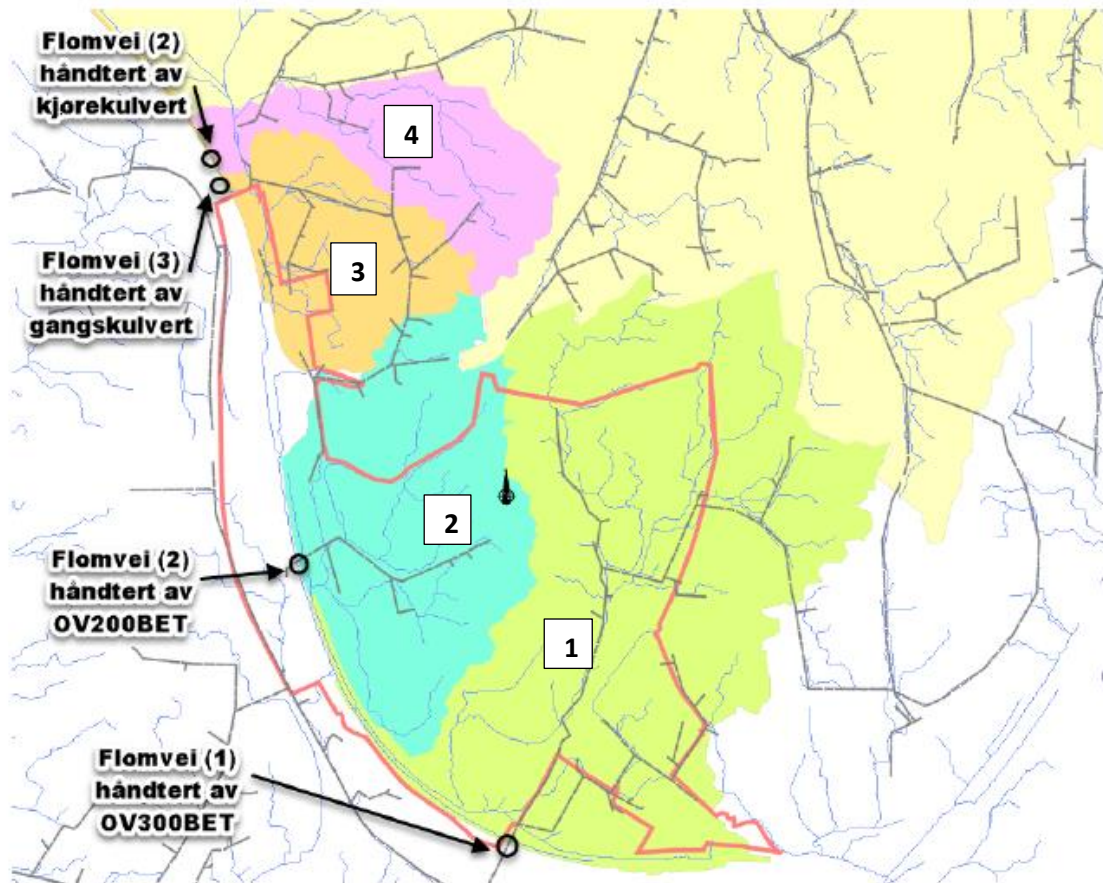 Flomvei (2)
håndtert av
kjørekulvert
4
3
Flomvei (3)
håndtert av
gangskulvert
2
Flomvei (2)
håndtert av
OV200BET
1
Flomvei (1)
håndtert av
OV300BET